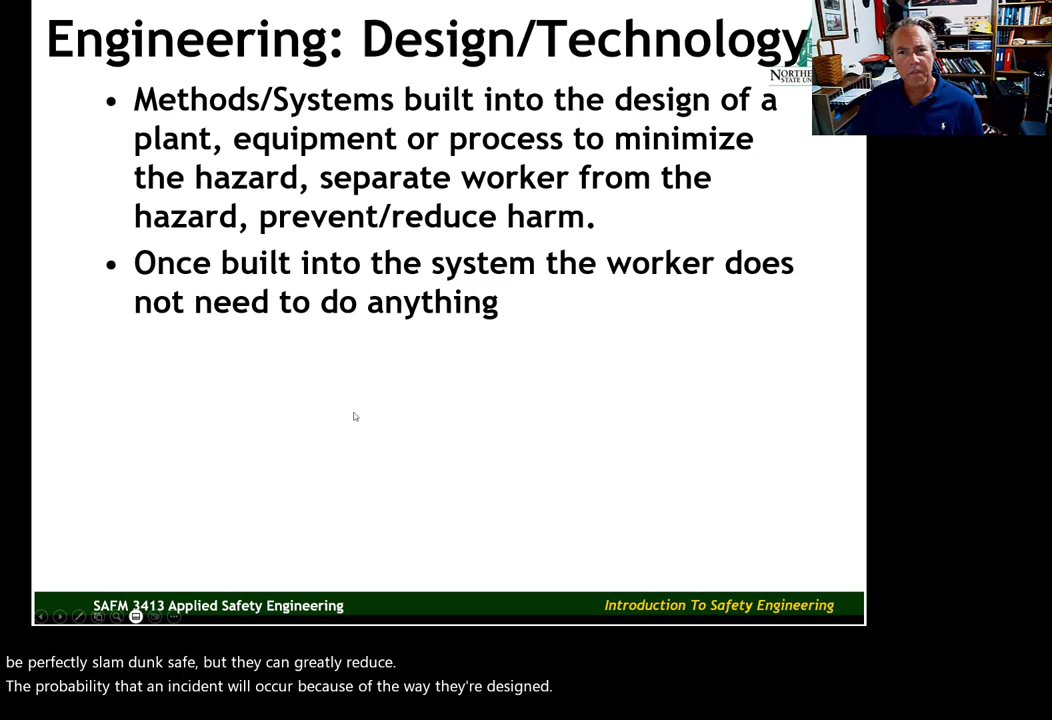 Engineering: Design/Technology
NORTHE
STATE UN
• Methods/Systems built into the design of a
plant, equipment or process to minimize
the hazard, separate worker from the
hazard, prevent/reduce harm.
• Once built into the system the worker does
not need to do anything
SAFM 3413 Applied Safety Engineering
Introduction To Safety Engineering
be perfectly slam dunk safe, but they can greatly reduce.
The probability that an incident will occur because of the way they're designed.